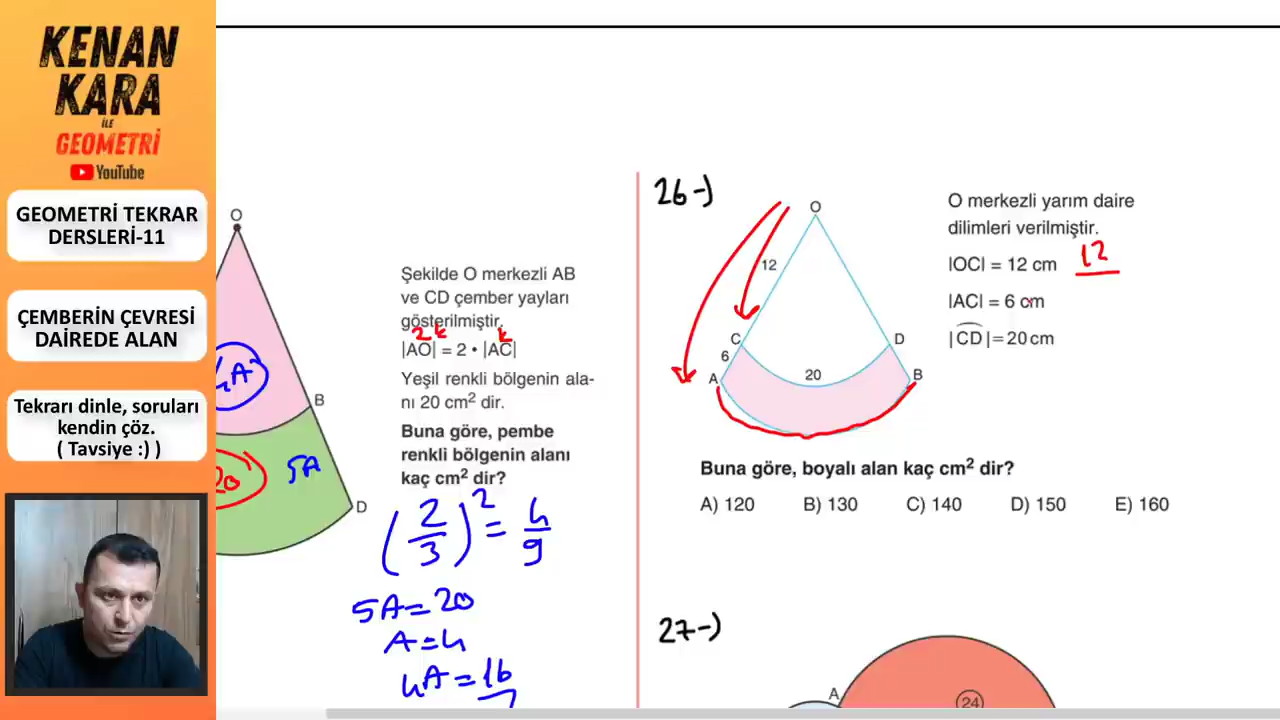 KENAN
KARA
İLE
GEOMETRİ
YouTube
GEOMETRİ TEKRAR
DERSLERİ-11
ÇEMBERİN ÇEVRESİ
DAİREDE ALAN
Tekrarı dinle, soruları
kendin çöz.
( Tavsiye :) )
O
4A
B
20
5A
D
Şekilde O merkezli AB
ve CD çember yayları
gösterilmiştir.
2k k
|AO| = 2 • |AC|
Yeşil renkli bölgenin ala-
nı 20 cm² dir.
Buna göre, pembe
renkli bölgenin alanı
kaç cm² dir?
(2/3)² = 4/9
5A=20
A=4
4A=16
26-)
O
12
C
D
6
A
20
B
O merkezli yarım daire
dilimleri verilmiştir.
|OC| = 12 cm 12
|AC| = 6 cm
|CD| = 20 cm
Buna göre, boyalı alan kaç cm² dir?
A) 120 B) 130 C) 140 D) 150 E) 160
27-)
A
24